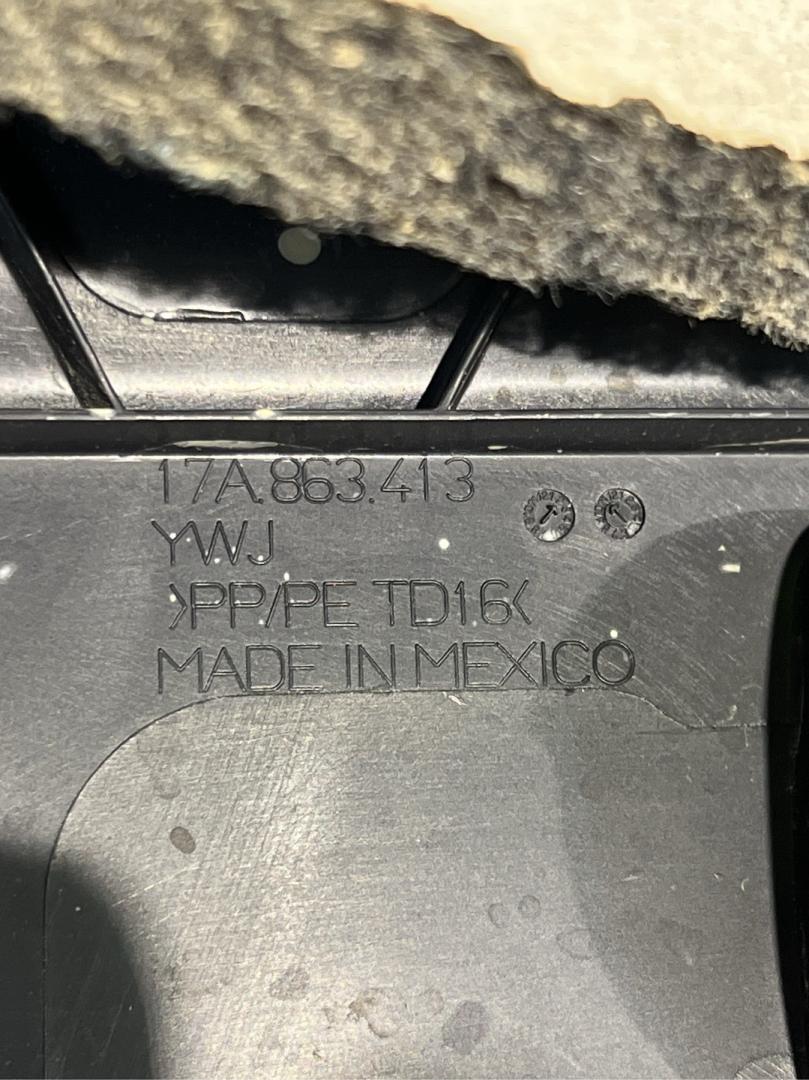 17A.863.413
YWJ
>PP/PE TD16<
MADE IN MEXICO